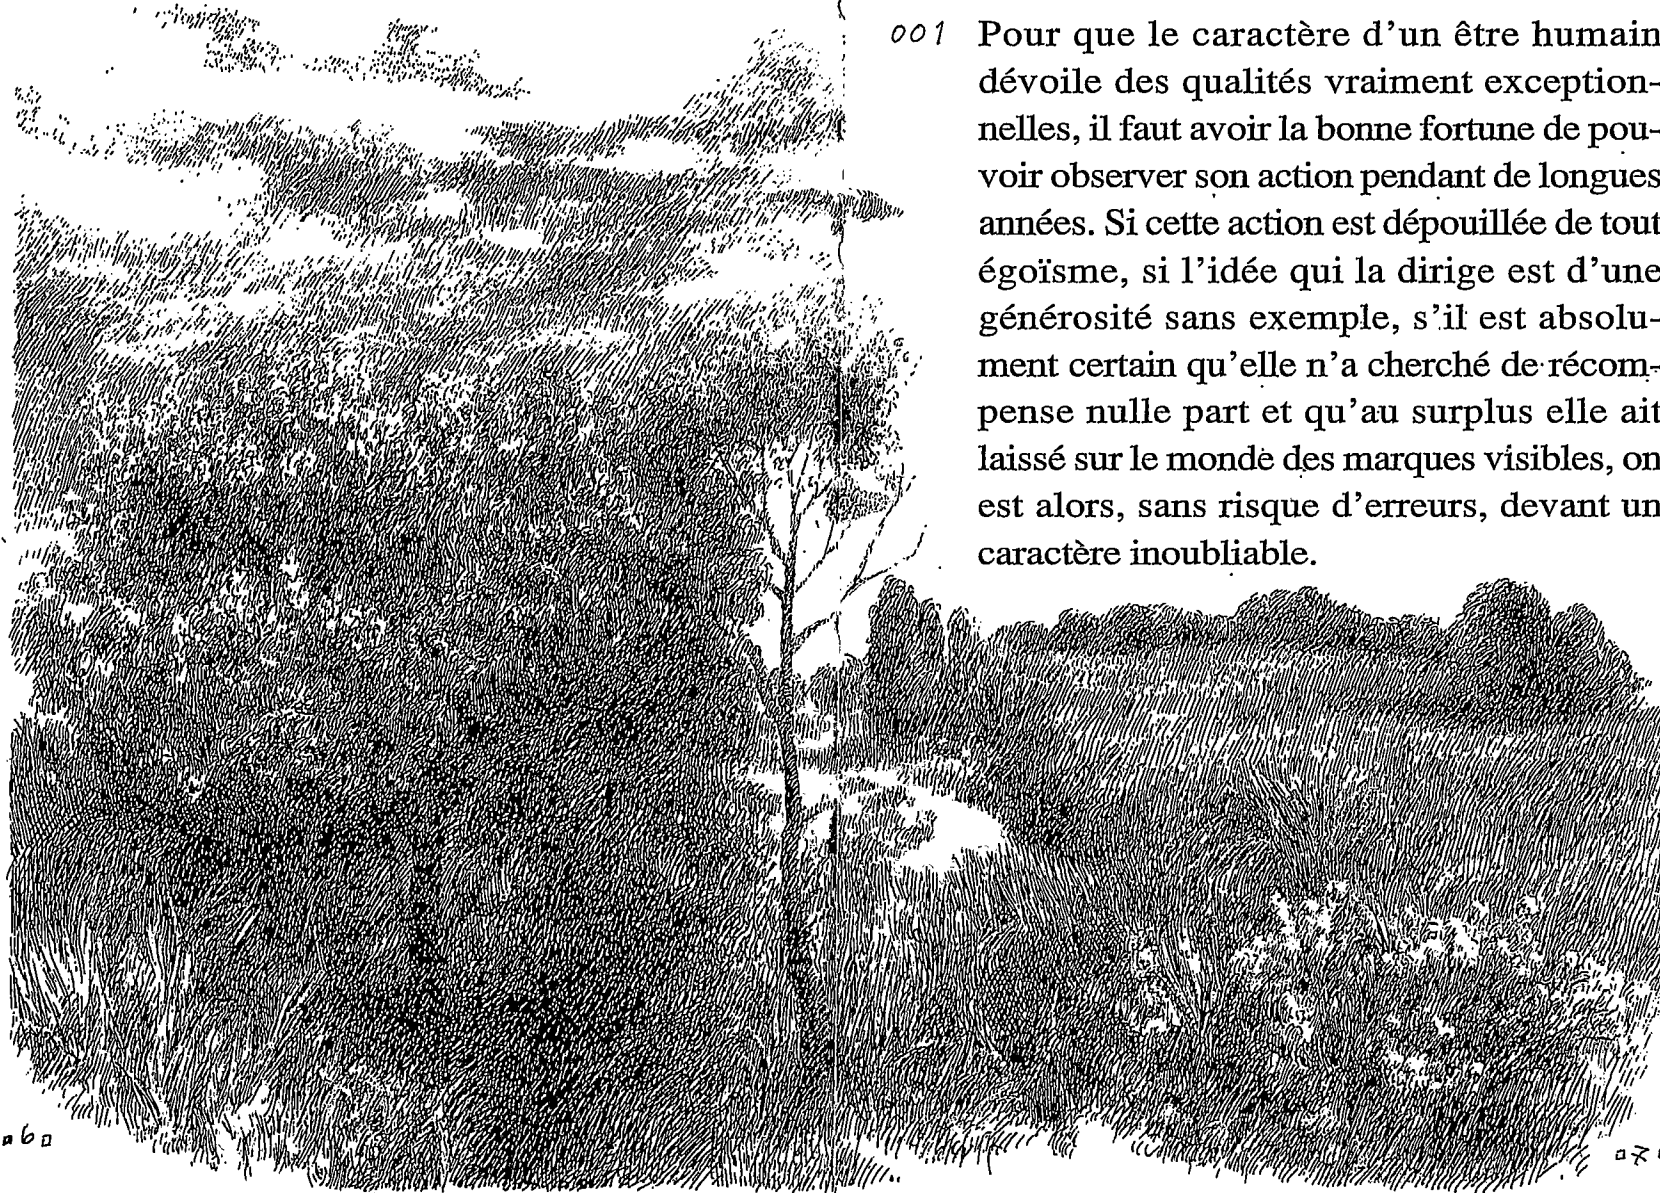 001 Pour que le caractère d'un être humain
dévoile des qualités vraiment exception-
nelles, il faut avoir la bonne fortune de pou-
voir observer son action pendant de longues
années. Si cette action est dépouillée de tout
égoïsme, si l'idée qui la dirige est d'une
générosité sans exemple, s'il est absolu-
ment certain qu'elle n'a cherché de récom-
pense nulle part et qu'au surplus elle ait
laissé sur le monde des marques visibles, on
est alors, sans risque d'erreurs, devant un
caractère inoubliable.
6
7